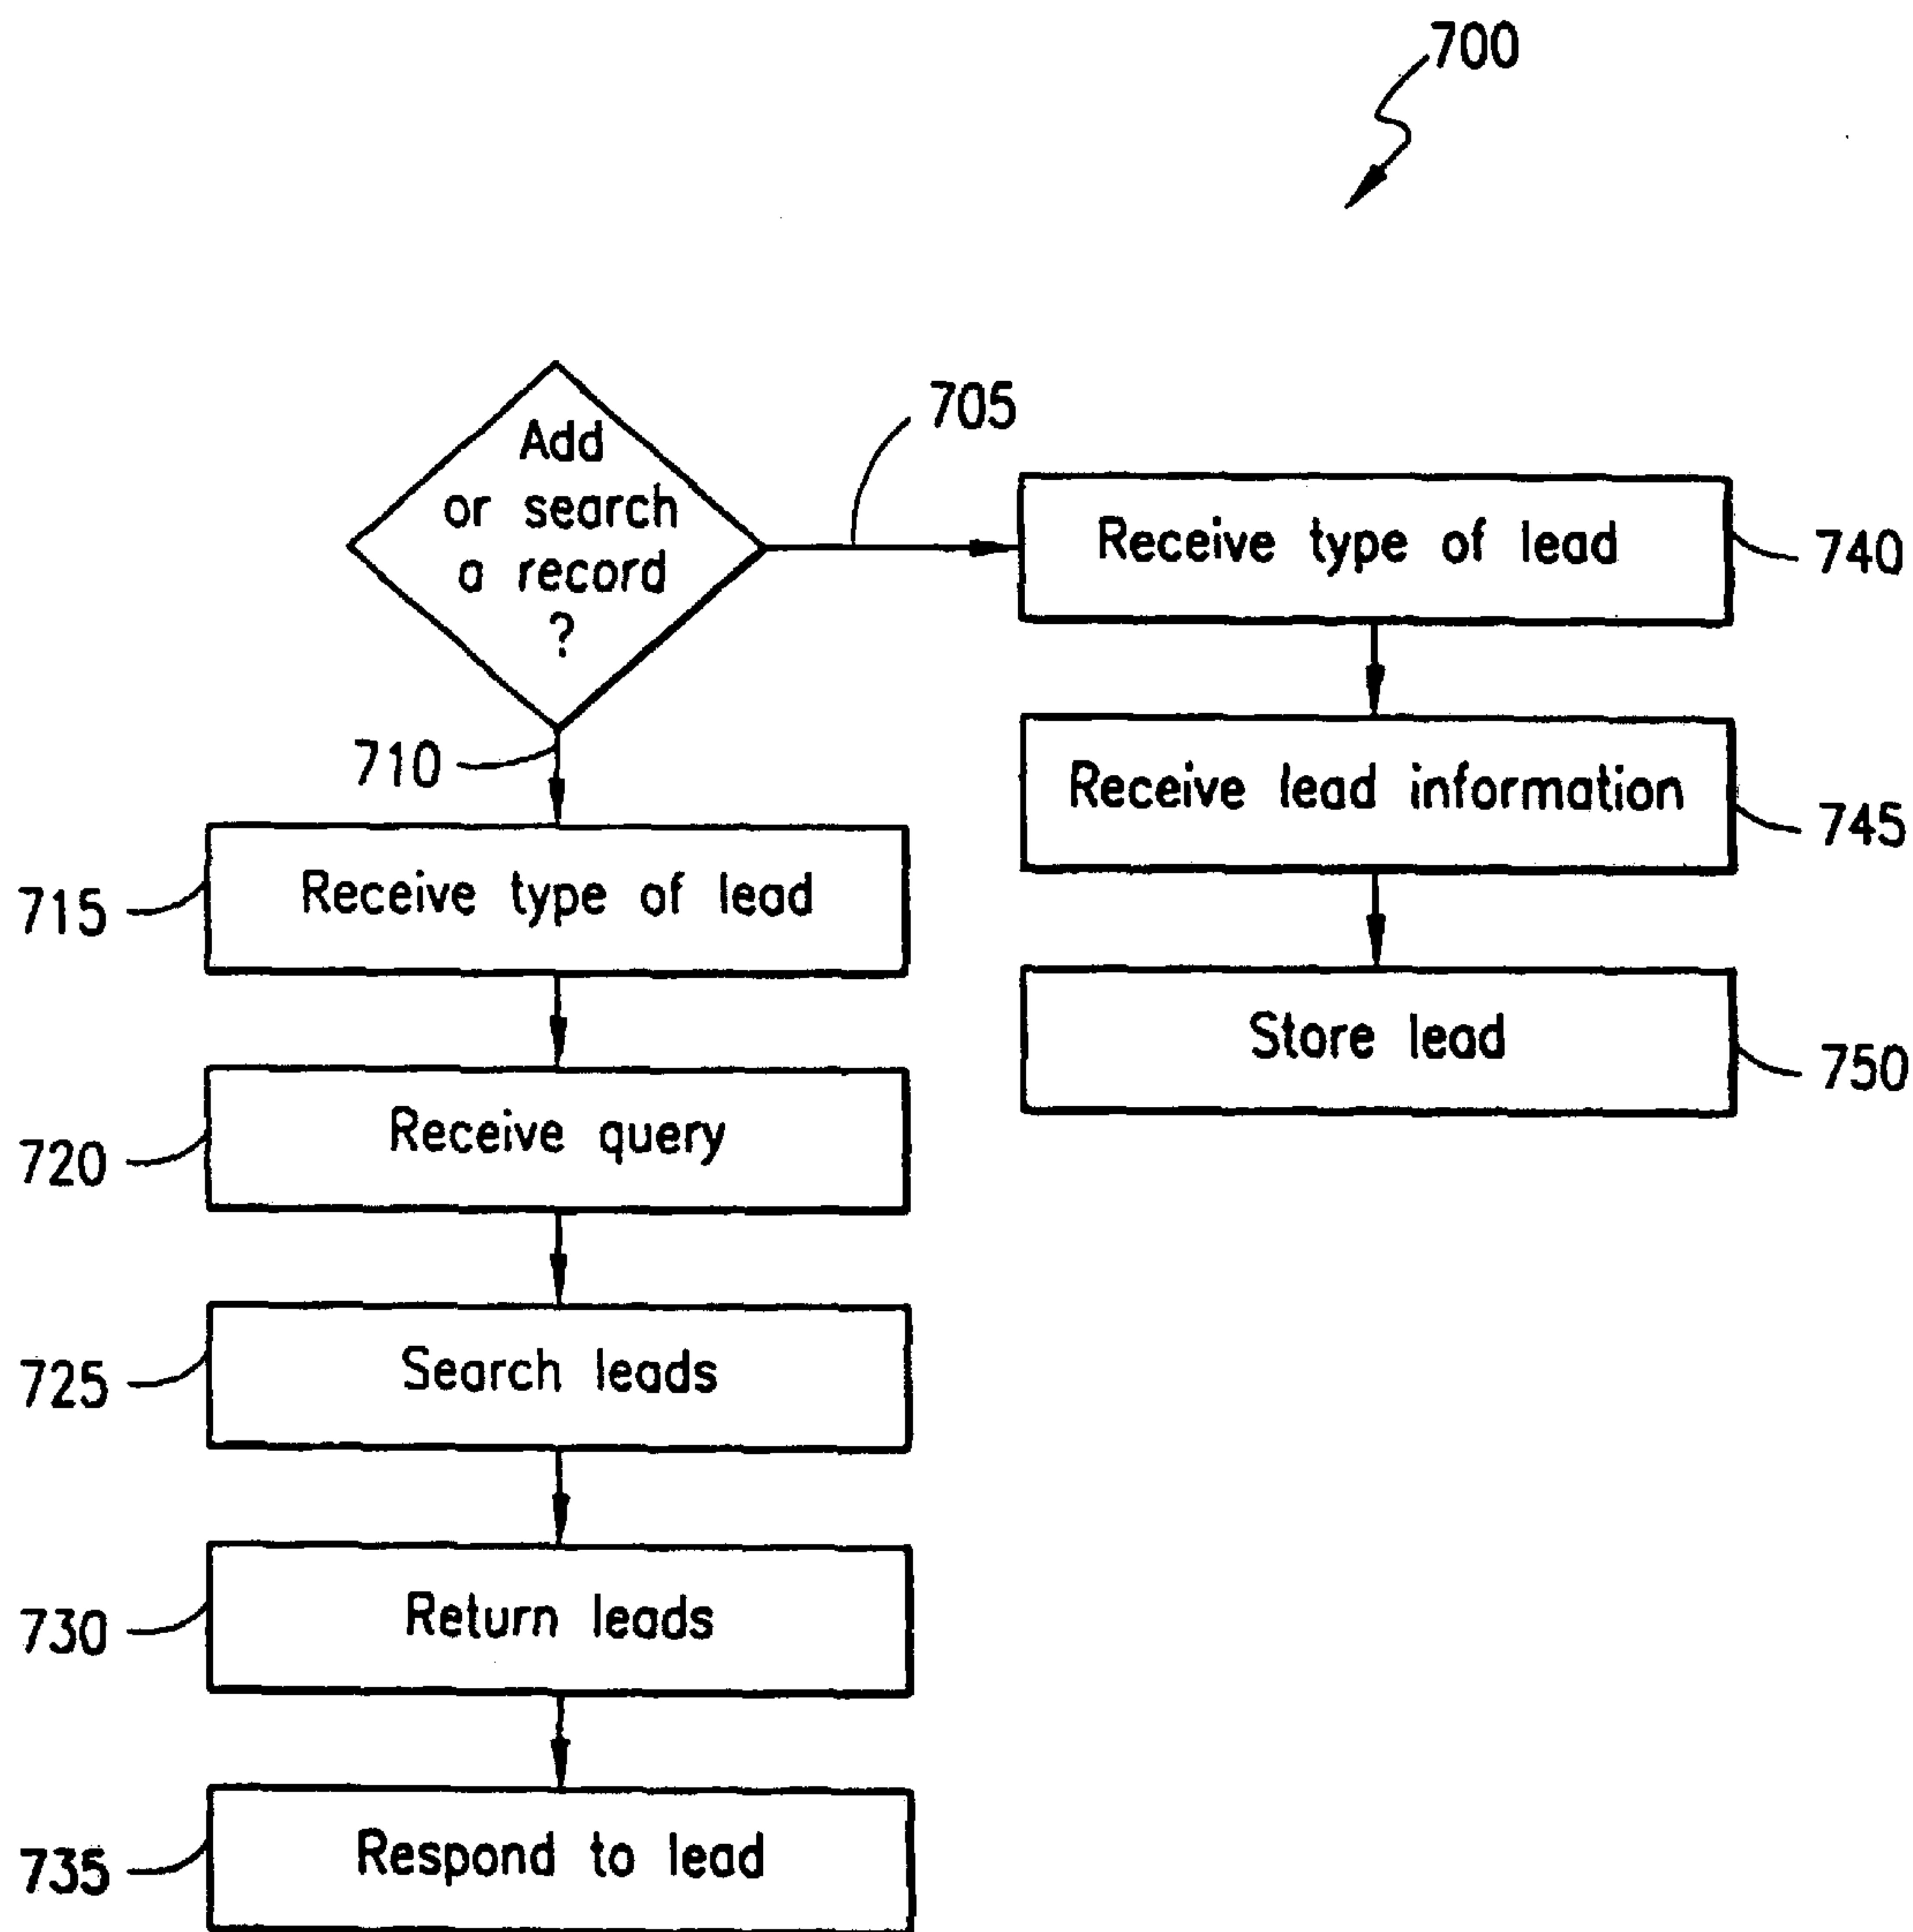 700
Add
or search
a record
?
705
Receive type of lead
740
710
Receive lead information
745
715
Receive type of lead
Store lead
750
720
Receive query
725
Search leads
730
Return leads
735
Respond to lead